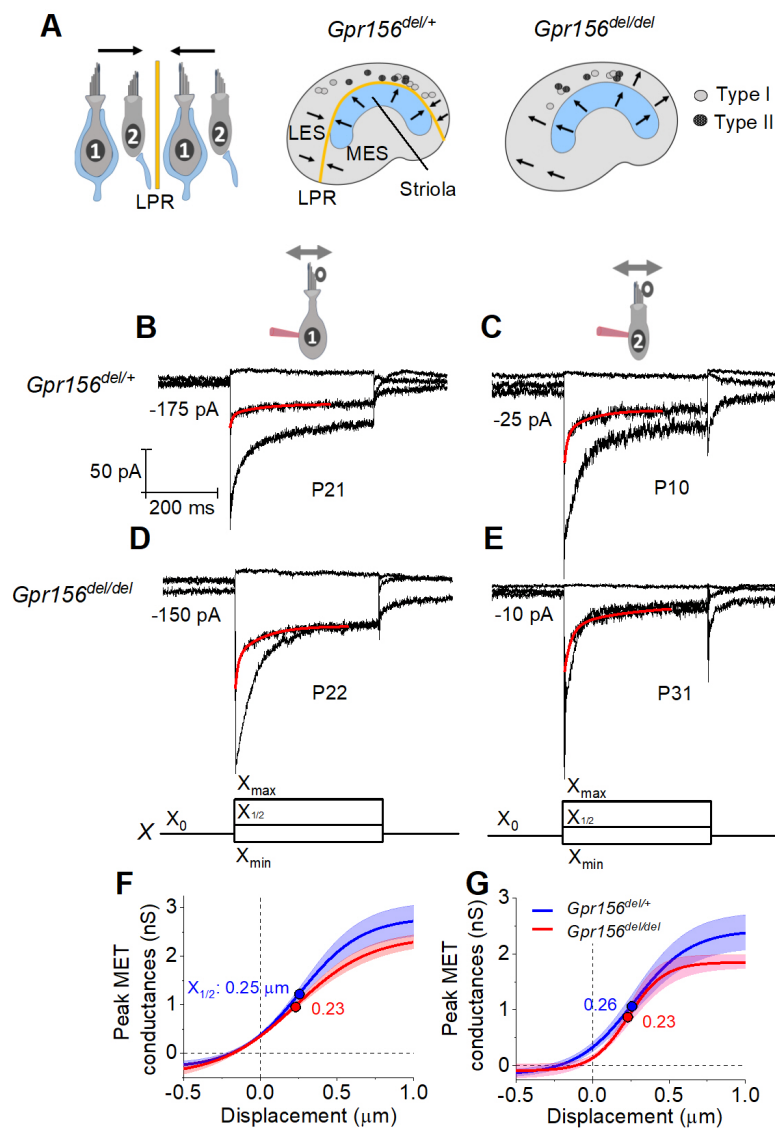 A
Gpr156del/+
Gpr156del/del
1
2
1
2
LPR
LES
MES
LPR
Striola
Type I
Type II
B
1
C
2
Gpr156del/+
-175 pA
50 pA
200 ms
P21
-25 pA
P10
D
E
Gpr156del/del
-150 pA
P22
-10 pA
P31
X
X0
Xmax
X1/2
Xmin
X0
Xmax
X1/2
Xmin
F
Peak MET
conductances (nS)
3
2
1
0
X1/2: 0.25 μm
0.23
-0.5
0.0
0.5
1.0
Displacement (μm)
G
Peak MET
conductances (nS)
3
2
1
0
Gpr156del/+
Gpr156del/del
0.26
0.23
-0.5
0.0
0.5
1.0
Displacement (μm)